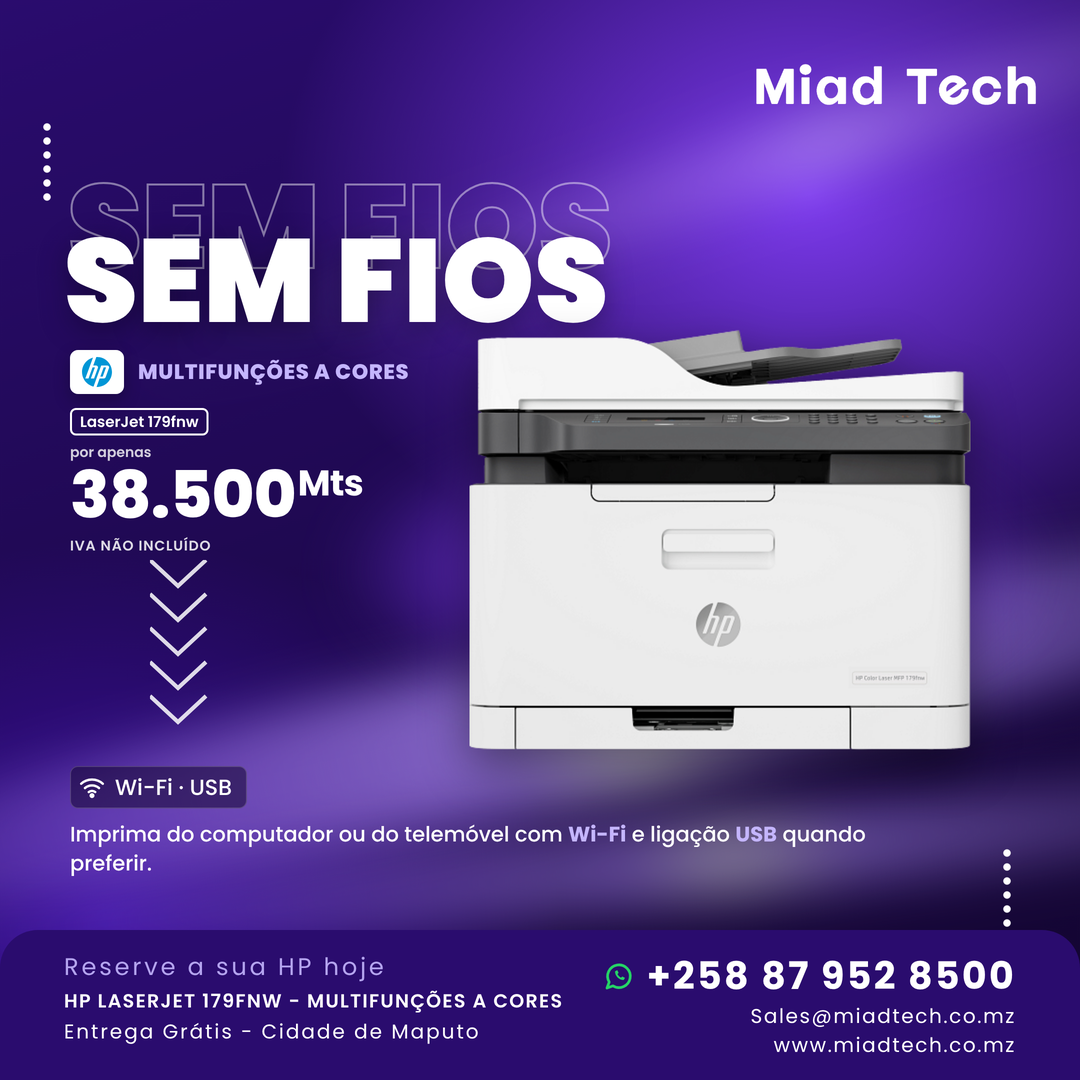 Miad Tech
SEM FIOS
SEM FIOS
hp
MULTIFUNÇÕES A CORES
LaserJet 179fnw
por apenas
38.500Mts
IVA NÃO INCLUÍDO
hp
HP Color Laser MFP 179fnw
Wi-Fi · USB
Imprima do computador ou do telemóvel com Wi-Fi e ligação USB quando
preferir.
Reserve a sua HP hoje
HP LASERJET 179FNW - MULTIFUNÇÕES A CORES
Entrega Grátis - Cidade de Maputo
+258 87 952 8500
Sales@miadtech.co.mz
www.miadtech.co.mz